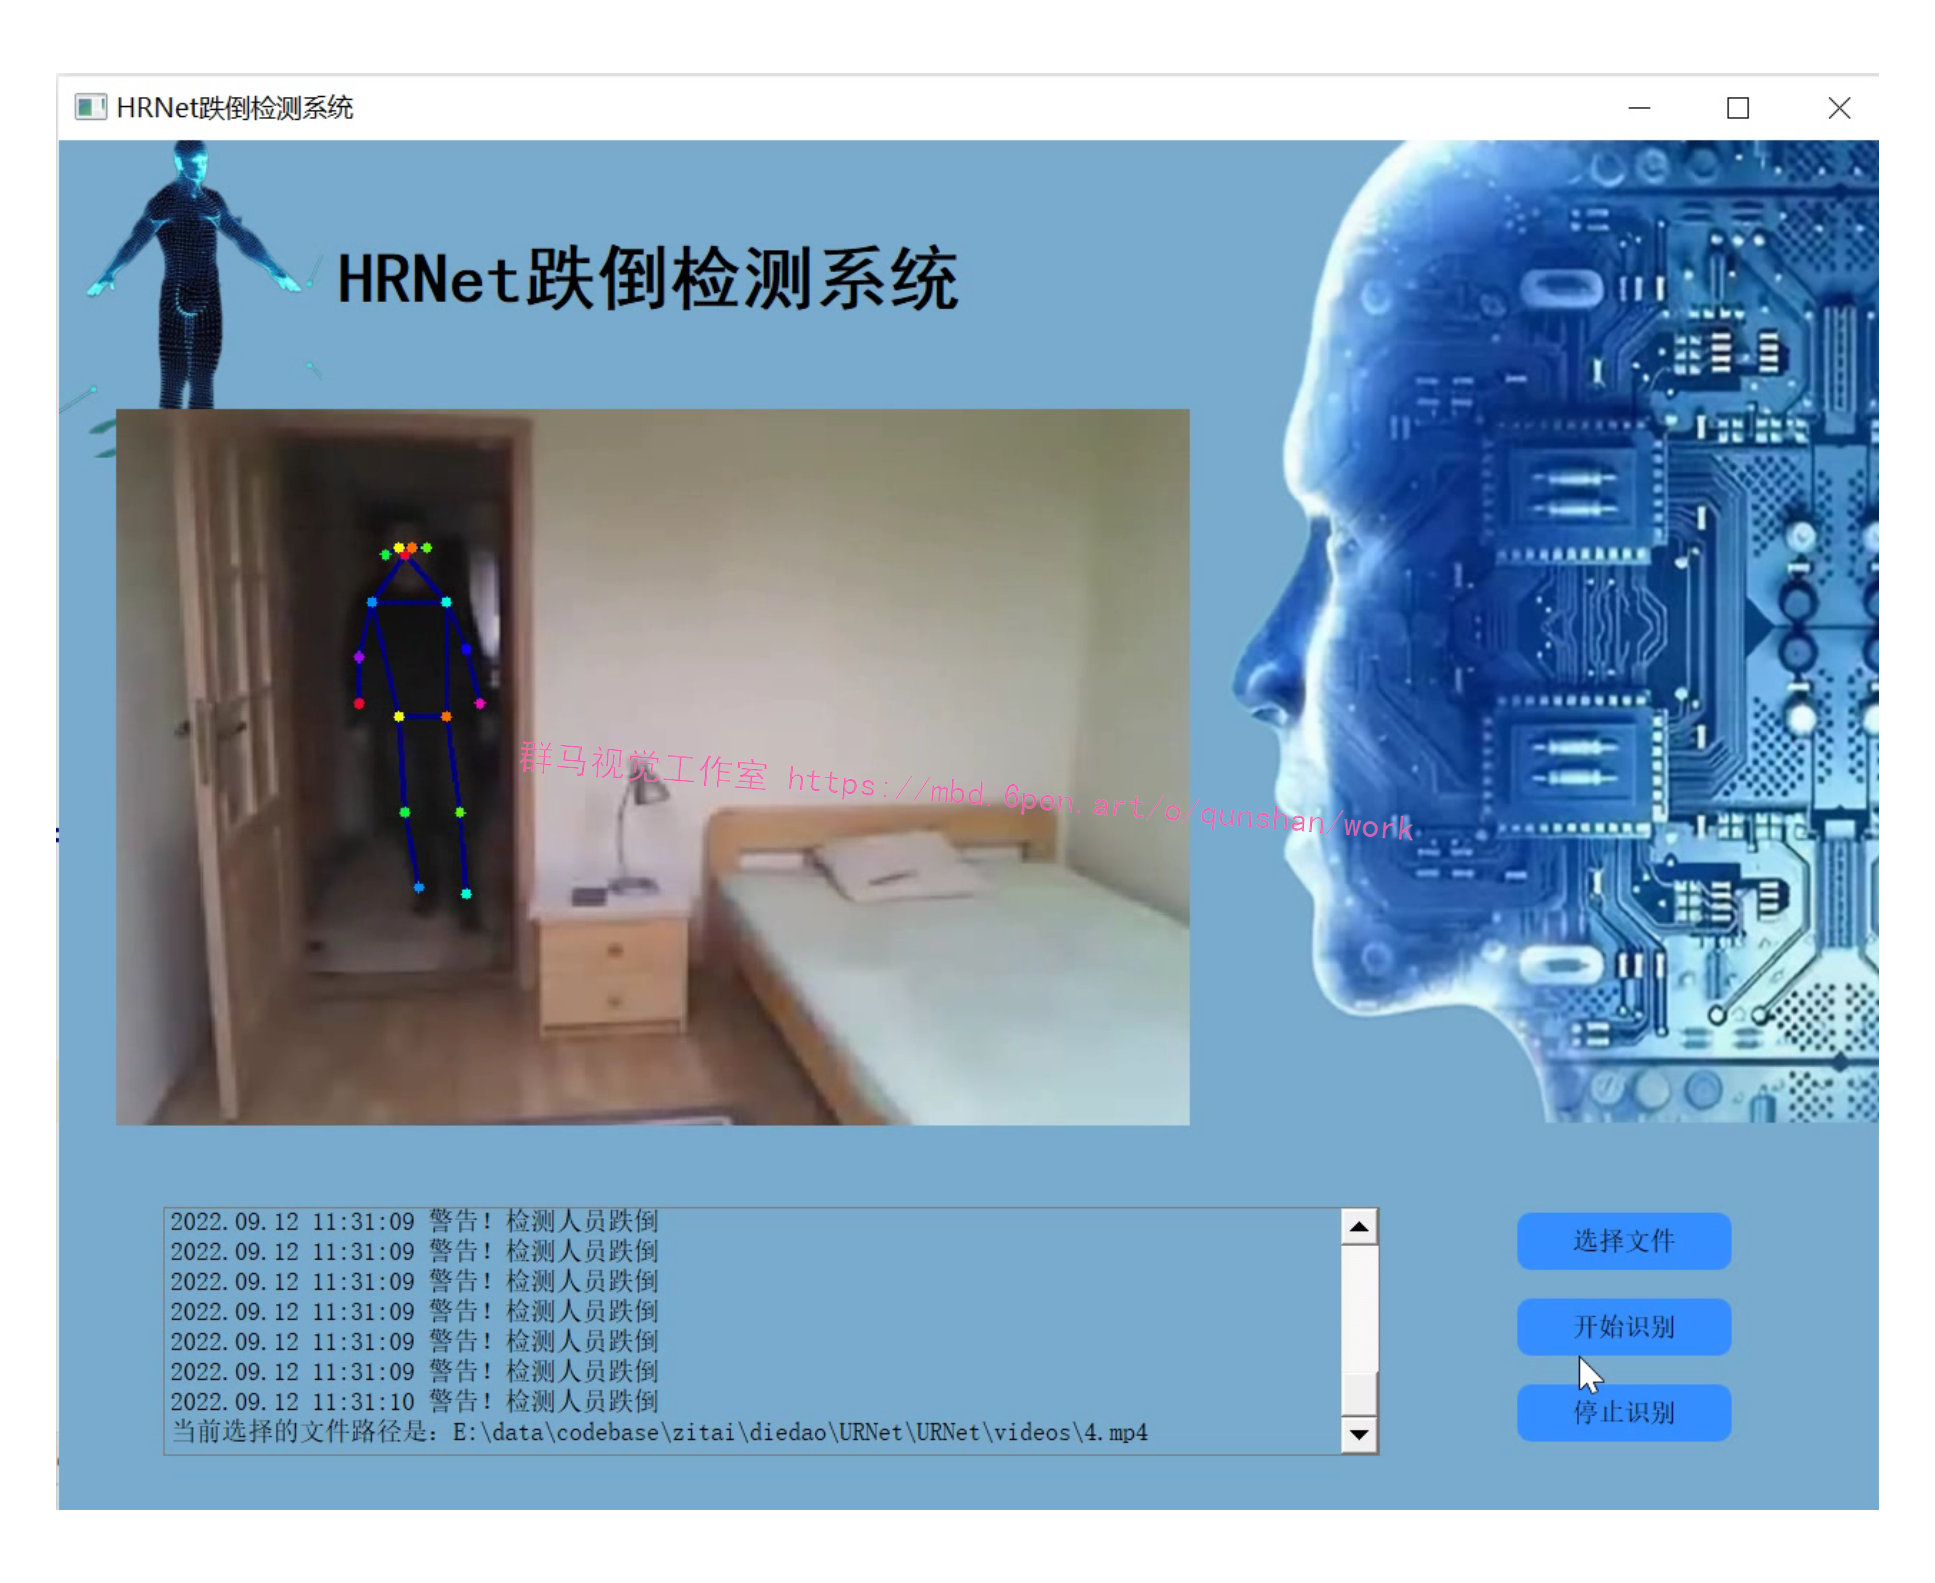 HRNet跌倒检测系统
HRNet跌倒检测系统
群马视觉工作室 https://mbd.6pen.art/o/qunshan/work
2022.09.12 11:31:09 警告！检测人员跌倒
2022.09.12 11:31:09 警告！检测人员跌倒
2022.09.12 11:31:09 警告！检测人员跌倒
2022.09.12 11:31:09 警告！检测人员跌倒
2022.09.12 11:31:09 警告！检测人员跌倒
2022.09.12 11:31:09 警告！检测人员跌倒
2022.09.12 11:31:10 警告！检测人员跌倒
当前选择的文件路径是：E:\data\codebase\zitai\diedao\URNet\URNet\videos\4.mp4
选择文件
开始识别
停止识别